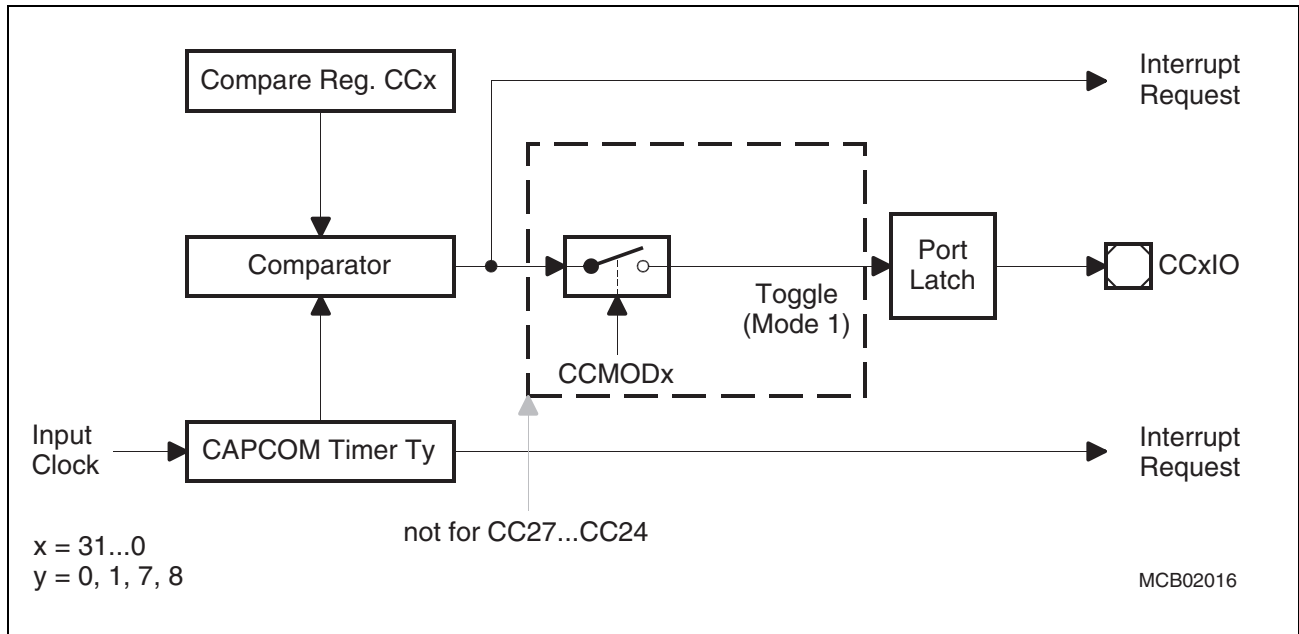 Compare Reg. CCx
Interrupt
Request
Comparator
Port
Latch
CCxIO
Toggle
(Mode 1)
CCMODx
Input
Clock
CAPCOM Timer Ty
Interrupt
Request
not for CC27...CC24
x = 31...0
y = 0, 1, 7, 8
MCB02016